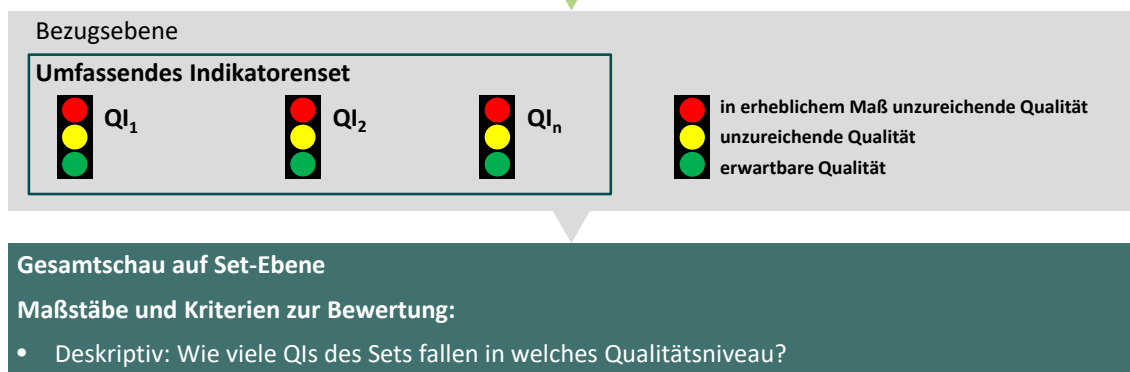 Bezugsebene
Umfassendes Indikatorenset
QI1
QI2
QIn
in erheblichem Maß unzureichende Qualität
unzureichende Qualität
erwartbare Qualität
Gesamtschau auf Set-Ebene
Maßstäbe und Kriterien zur Bewertung:
• Deskriptiv: Wie viele QIs des Sets fallen in welches Qualitätsniveau?